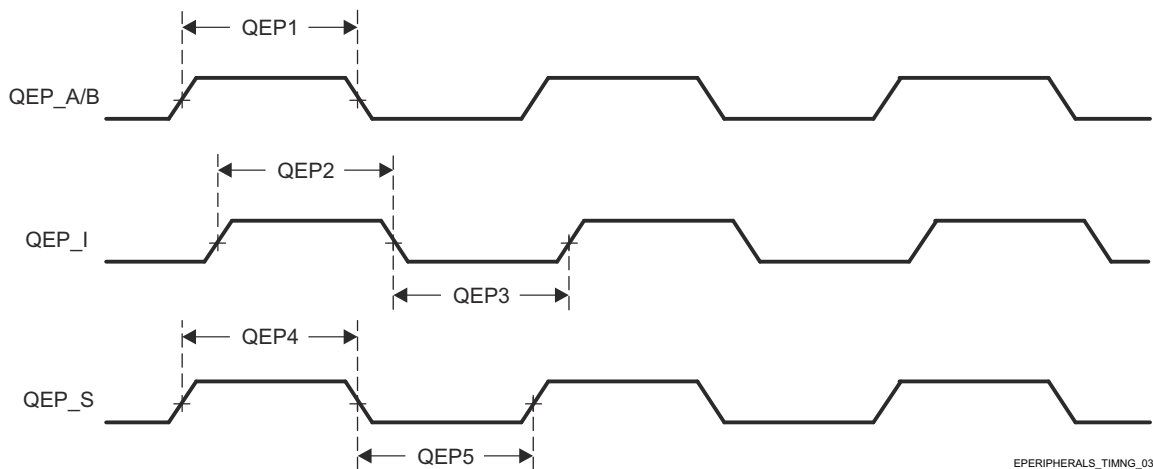 QEP1
QEP_A/B
QEP2
QEP_I
QEP3
QEP4
QEP_S
QEP5
EPERIPHERALS_TIMNG_03